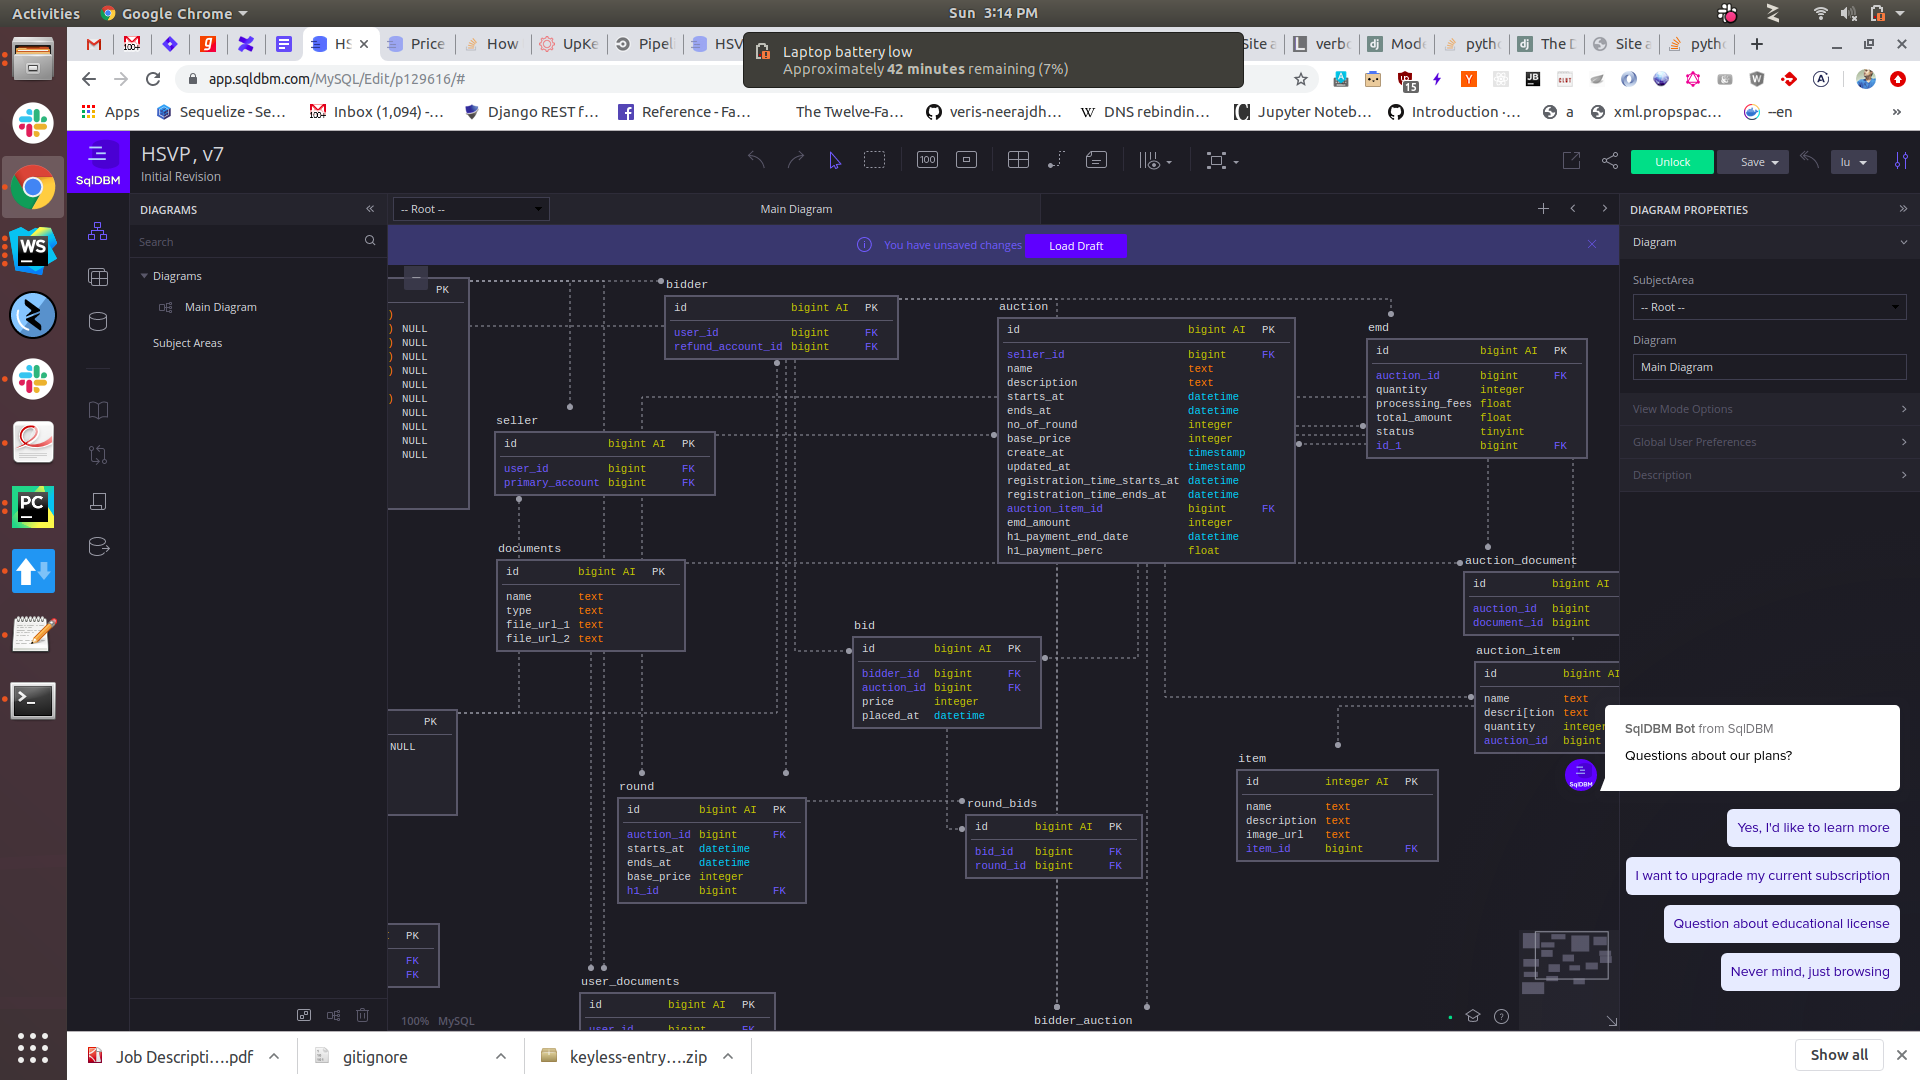 Activities
Google Chrome
Sun 3:14 PM
HS
Price
How
UpKe
Pipel
HSV
Site a
verbo
Mode
pytho
The D
Site a
pytho
Laptop battery low
Approximately 42 minutes remaining (7%)
app.sqldbm.com/MySQL/Edit/p129616/#
Apps
Sequelize - Se...
Inbox (1,094) -...
Django REST f...
Reference - Fa...
The Twelve-Fa...
veris-neerajdh...
DNS rebindin...
Jupyter Noteb...
Introduction -...
a
xml.propspac...
--en
SqlDBM
HSVP, v7
Initial Revision
100
Unlock
Save
lu
DIAGRAMS
Search
Diagrams
Main Diagram
Subject Areas
-- Root --
Main Diagram
You have unsaved changes
Load Draft
DIAGRAM PROPERTIES
Diagram
SubjectArea
-- Root --
Diagram
Main Diagram
View Mode Options
Global User Preferences
Description
PK
) NULL
) NULL
) NULL
) NULL
NULL
) NULL
NULL
NULL
NULL
NULL
bidder
id bigint AI PK
user_id bigint FK
refund_account_id bigint FK
auction
id bigint AI PK
seller_id bigint FK
name text
description text
starts_at datetime
ends_at datetime
no_of_round integer
base_price integer
create_at timestamp
updated_at timestamp
registration_time_starts_at datetime
registration_time_ends_at datetime
auction_item_id bigint FK
emd_amount integer
h1_payment_end_date datetime
h1_payment_perc float
emd
id bigint AI PK
auction_id bigint FK
quantity integer
processing_fees float
total_amount float
status tinyint
id_1 bigint FK
seller
id bigint AI PK
user_id bigint FK
primary_account bigint FK
documents
id bigint AI PK
name text
type text
file_url_1 text
file_url_2 text
auction_document
id bigint AI
auction_id bigint
document_id bigint
bid
id bigint AI PK
bidder_id bigint FK
auction_id bigint FK
price integer
placed_at datetime
auction_item
id bigint AI
name text
descri[tion text
quantity integer
auction_id bigint
PK
NULL
item
id integer AI PK
name text
description text
image_url text
item_id bigint FK
round
id bigint AI PK
auction_id bigint FK
starts_at datetime
ends_at datetime
base_price integer
h1_id bigint FK
round_bids
id bigint AI PK
bid_id bigint FK
round_id bigint FK
PK
FK
FK
user_documents
id bigint AI PK
user_id bigint FK
bidder_auction
100% MySQL
SqlDBM Bot from SqlDBM
Questions about our plans?
SqlDBM
Yes, I'd like to learn more
I want to upgrade my current subscription
Question about educational license
Never mind, just browsing
Job Descripti....pdf
gitignore
keyless-entry....zip
Show all